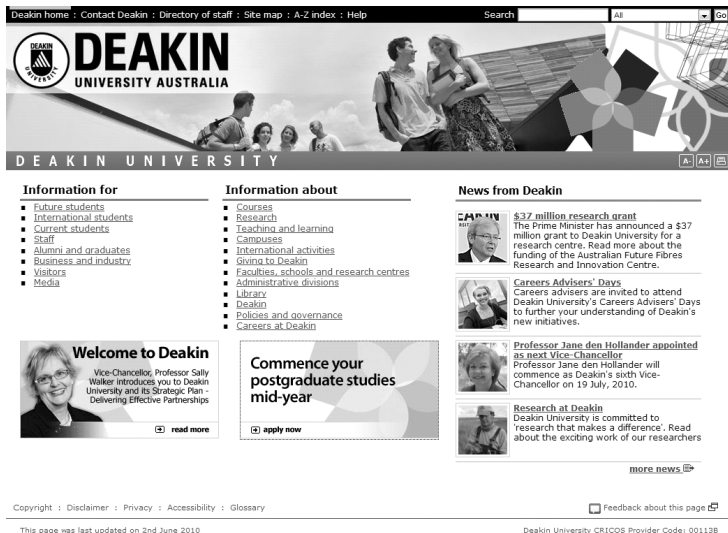 Deakin home : Contact Deakin : Directory of staff : Site map : A-Z index : Help
Search All Go
DEAKIN
UNIVERSITY AUSTRALIA
DEAKIN
UNIVERSITY
DEAKIN UNIVERSITY
A- A+
Information for
Future students
International students
Current students
Staff
Alumni and graduates
Business and industry
Visitors
Media
Information about
Courses
Research
Teaching and learning
Campuses
International activities
Giving to Deakin
Faculties, schools and research centres
Administrative divisions
Library
Deakin
Policies and governance
Careers at Deakin
Welcome to Deakin
Vice-Chancellor, Professor Sally
Walker introduces you to Deakin
University and its Strategic Plan -
Delivering Effective Partnerships
read more
Commence your
postgraduate studies
mid-year
apply now
News from Deakin
$37 million research grant
The Prime Minister has announced a $37
million grant to Deakin University for a
research centre. Read more about the
funding of the Australian Future Fibres
Research and Innovation Centre.
Careers Advisers' Days
Careers advisers are invited to attend
Deakin University's Careers Advisers' Days
to further your understanding of Deakin's
new initiatives.
Professor Jane den Hollander appointed
as next Vice-Chancellor
Professor Jane den Hollander will
commence as Deakin's sixth Vice-
Chancellor on 19 July, 2010.
Research at Deakin
Deakin University is committed to
'research that makes a difference'. Read
about the exciting work of our researchers
more news
Copyright : Disclaimer : Privacy : Accessibility : Glossary
Feedback about this page
This page was last updated on 2nd June 2010
Deakin University CRICOS Provider Code: 00113B